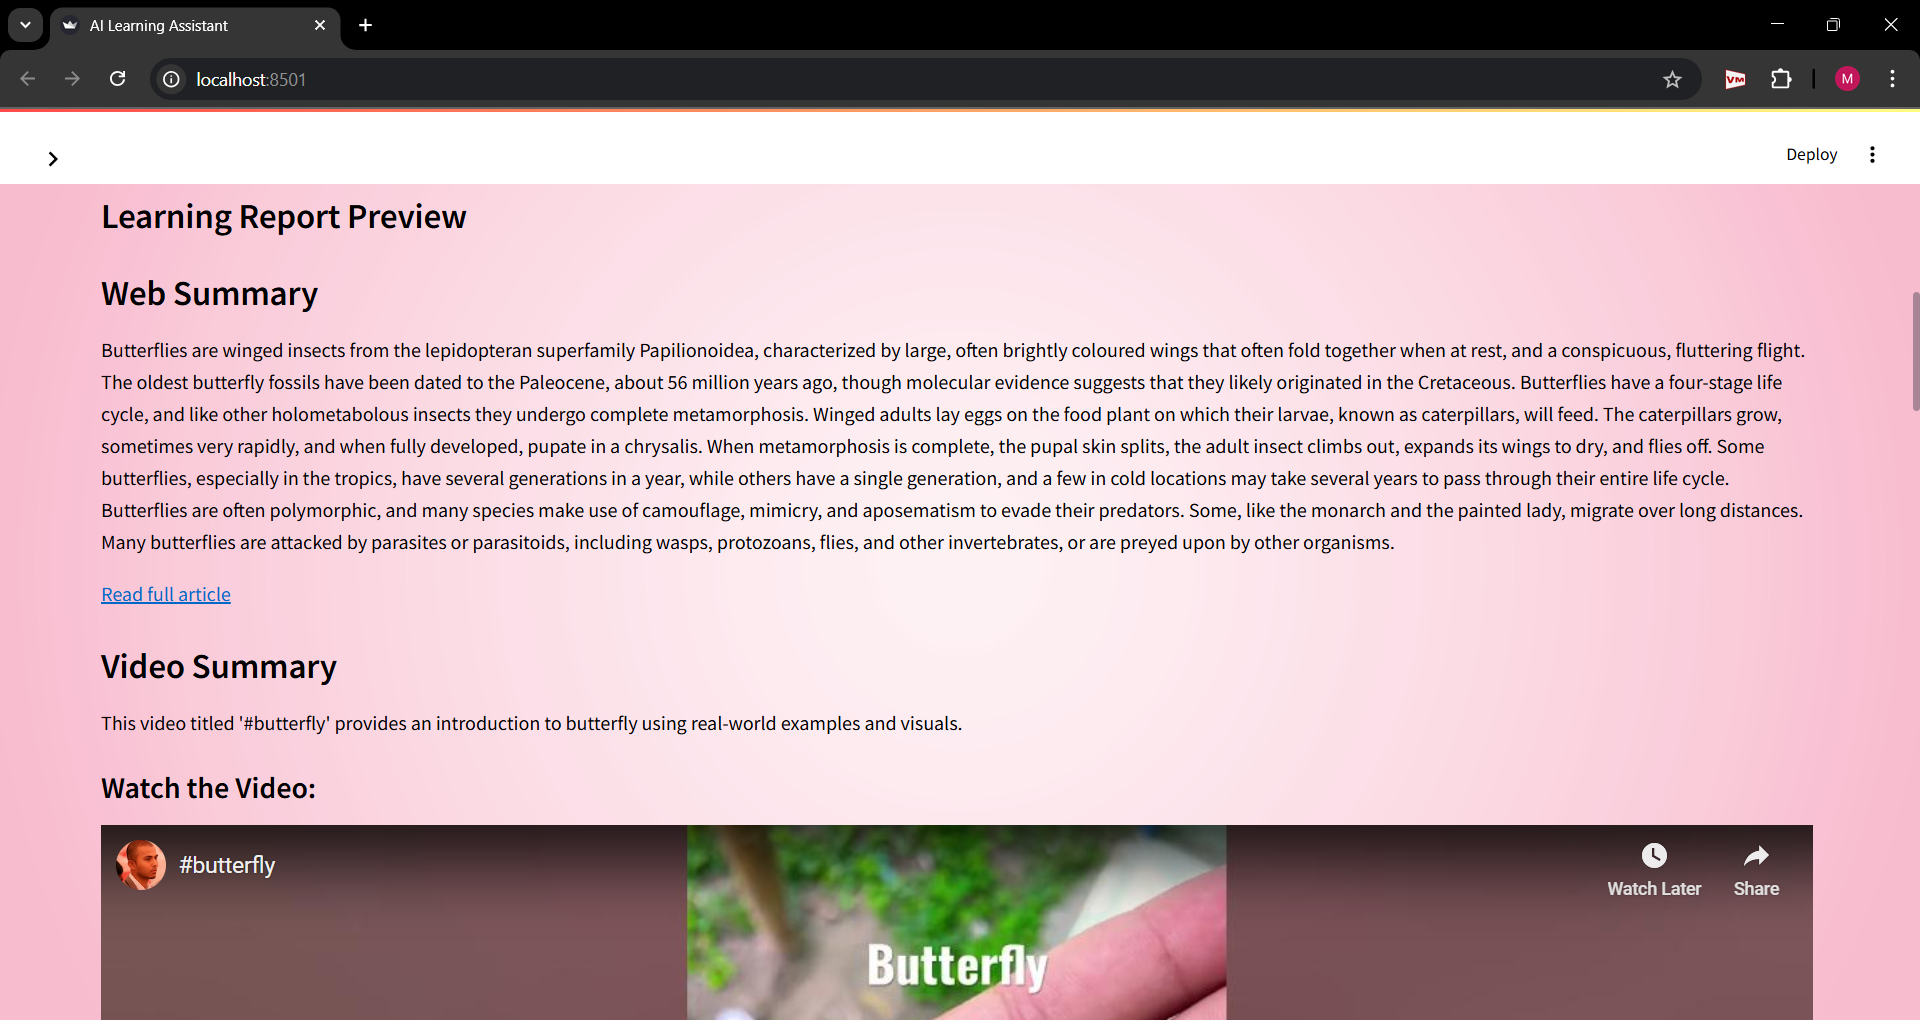 AI Learning Assistant
localhost:8501
VM
M
Deploy
Learning Report Preview
Web Summary
Butterflies are winged insects from the lepidopteran superfamily Papilionoidea, characterized by large, often brightly coloured wings that often fold together when at rest, and a conspicuous, fluttering flight.
The oldest butterfly fossils have been dated to the Paleocene, about 56 million years ago, though molecular evidence suggests that they likely originated in the Cretaceous. Butterflies have a four-stage life
cycle, and like other holometabolous insects they undergo complete metamorphosis. Winged adults lay eggs on the food plant on which their larvae, known as caterpillars, will feed. The caterpillars grow,
sometimes very rapidly, and when fully developed, pupate in a chrysalis. When metamorphosis is complete, the pupal skin splits, the adult insect climbs out, expands its wings to dry, and flies off. Some
butterflies, especially in the tropics, have several generations in a year, while others have a single generation, and a few in cold locations may take several years to pass through their entire life cycle.
Butterflies are often polymorphic, and many species make use of camouflage, mimicry, and aposematism to evade their predators. Some, like the monarch and the painted lady, migrate over long distances.
Many butterflies are attacked by parasites or parasitoids, including wasps, protozoans, flies, and other invertebrates, or are preyed upon by other organisms.
Read full article
Video Summary
This video titled '#butterfly' provides an introduction to butterfly using real-world examples and visuals.
Watch the Video:
#butterfly
Watch Later
Share
Butterfly